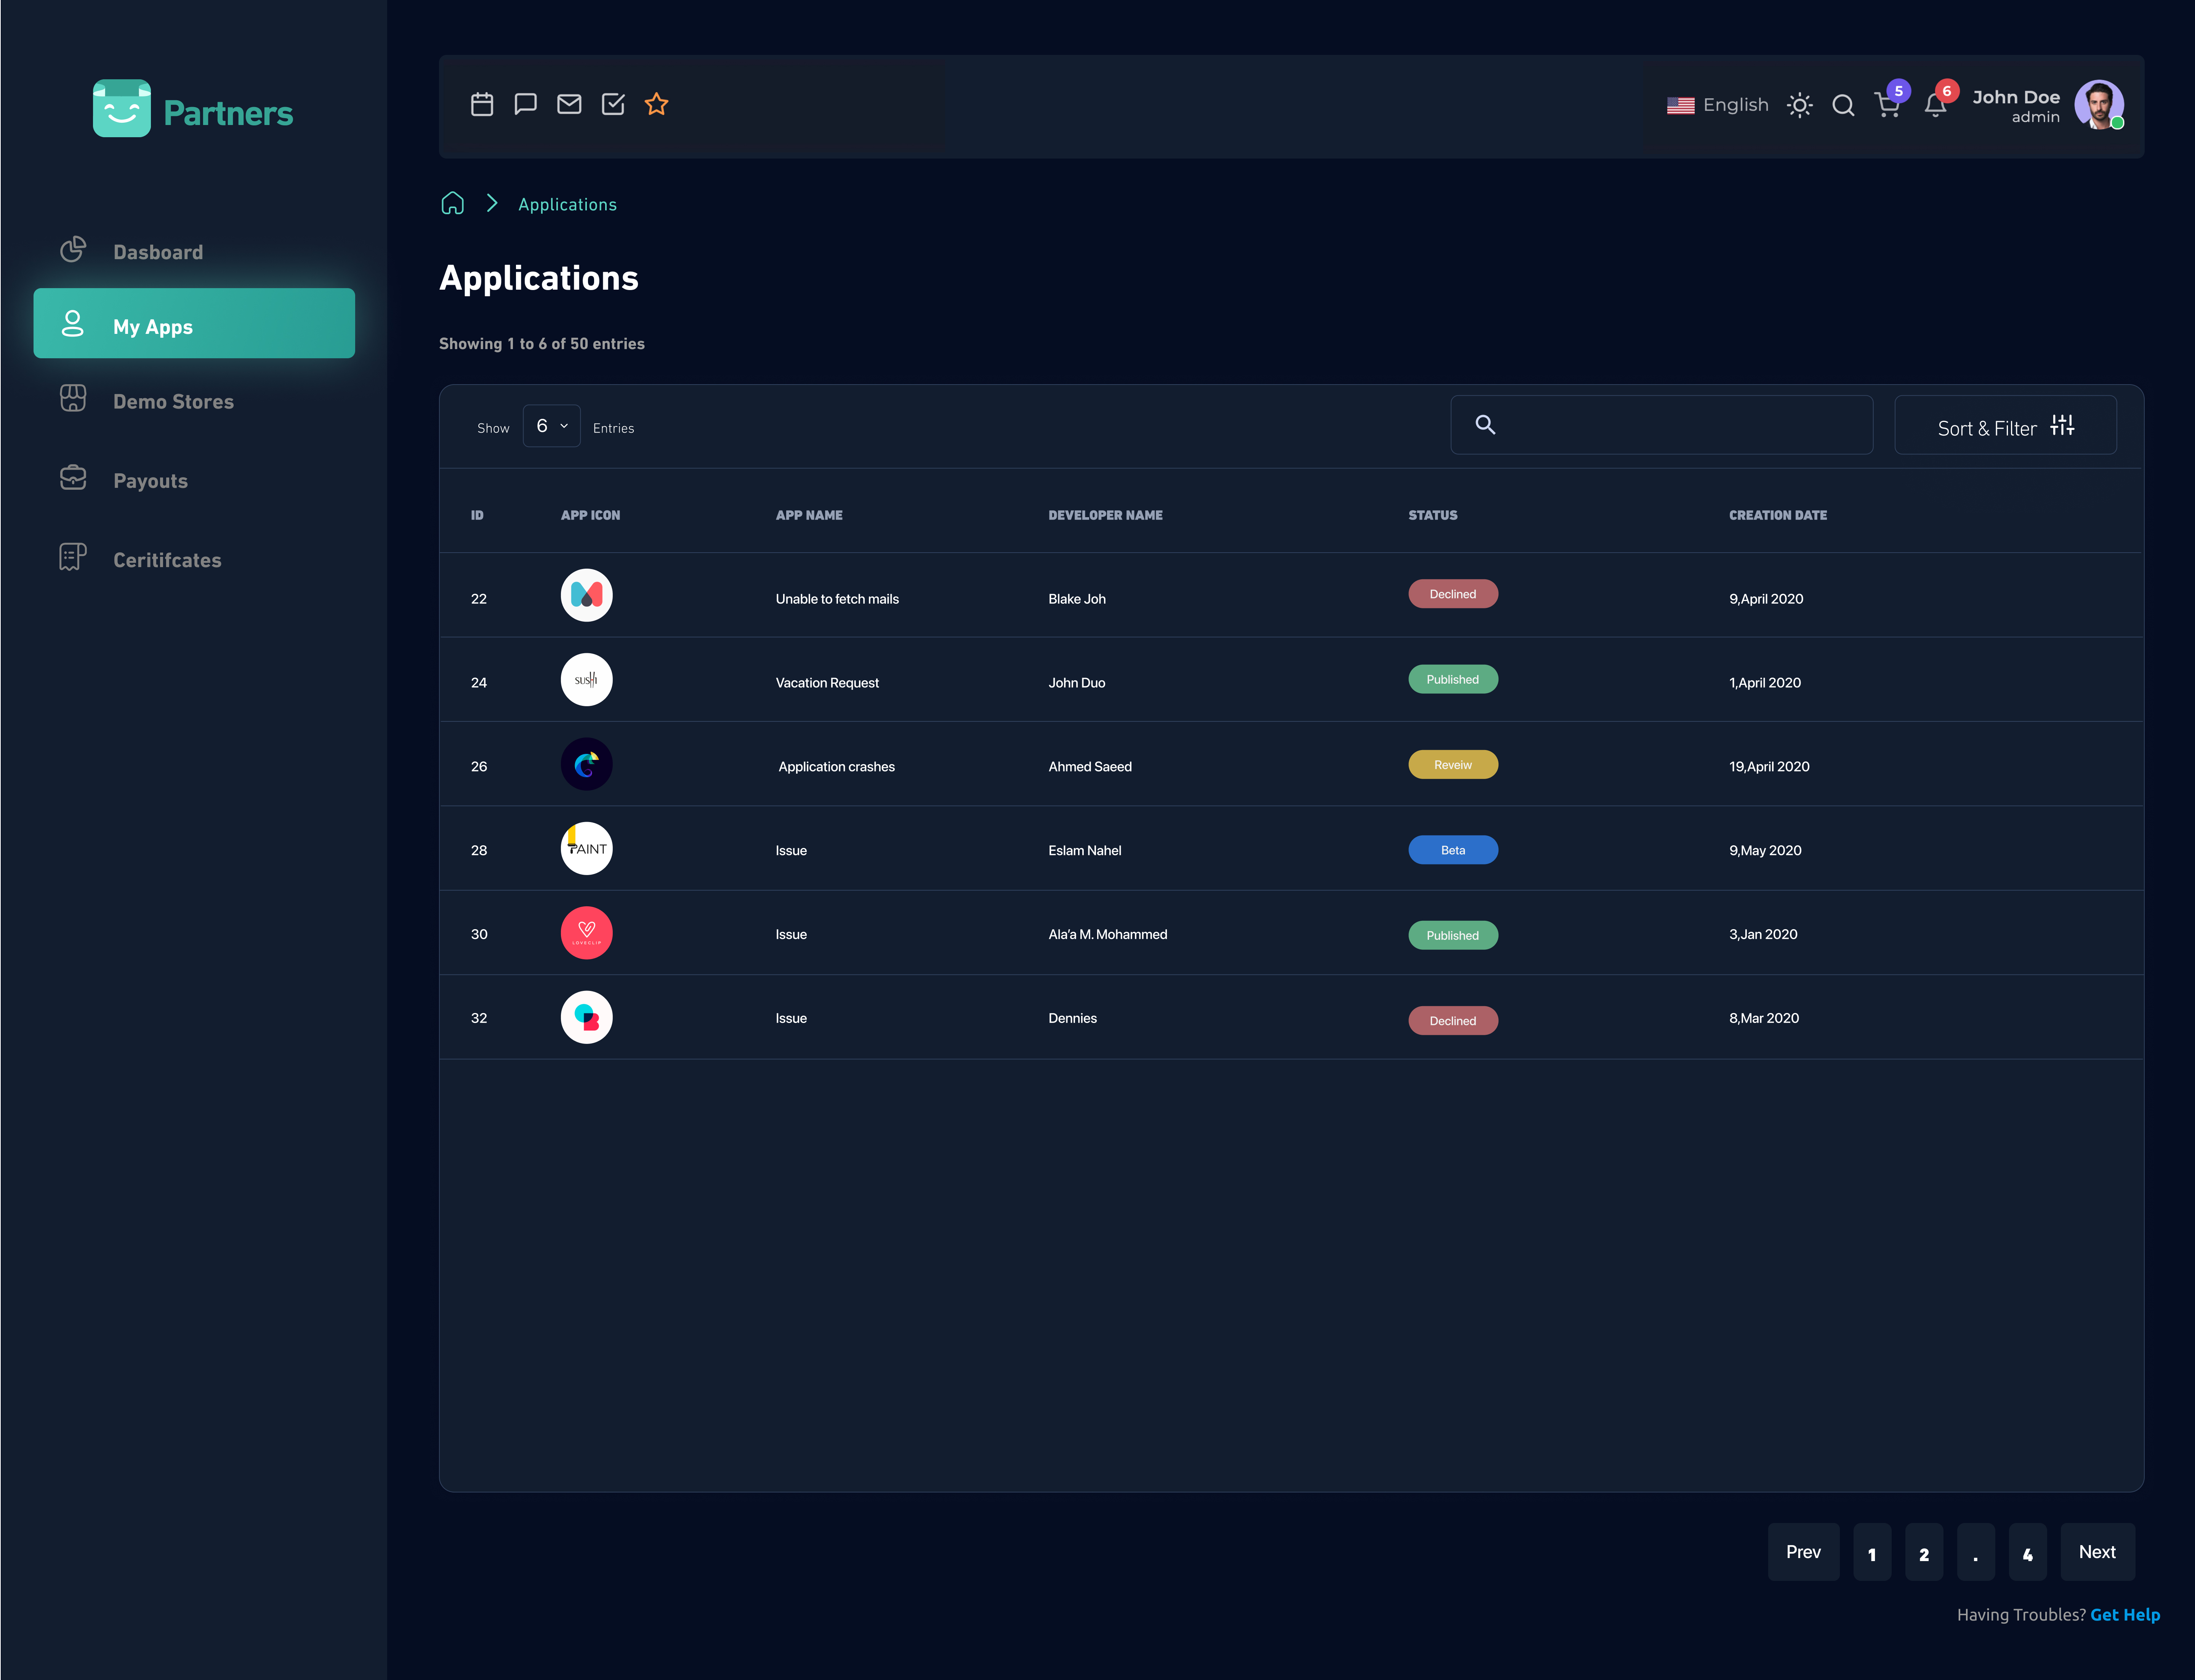 Partners
Dasboard
My Apps
Demo Stores
Payouts
Ceritifcates
English
5
6
John Doe
admin
Applications
Applications
Showing 1 to 6 of 50 entries
Show 6 Entries
Sort & Filter
ID APP ICON APP NAME DEVELOPER NAME STATUS CREATION DATE
22 Unable to fetch mails Blake Joh Declined 9,April 2020
24 SUSHI Vacation Request John Duo Published 1,April 2020
26 Application crashes Ahmed Saeed Reveiw 19,April 2020
28 PAINT Issue Eslam Nahel Beta 9,May 2020
30 LOVECLIP Issue Ala'a M. Mohammed Published 3,Jan 2020
32 Issue Dennies Declined 8,Mar 2020
Prev 1 2 . 4 Next
Having Troubles? Get Help